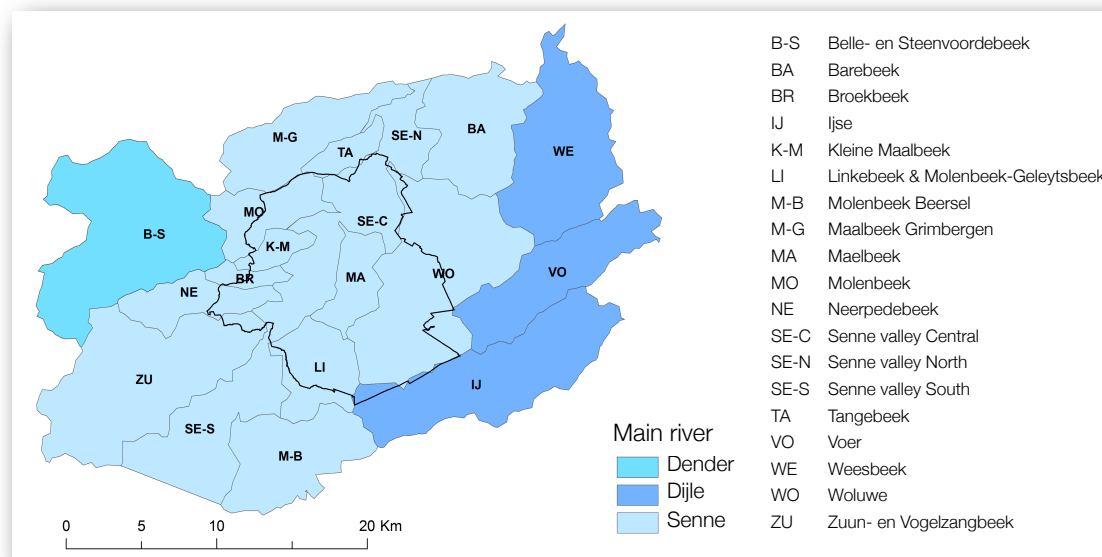 M-G
TA
SE-N
BA
WE
B-S
MO
SE-C
K-M
BR
NE
MA
WO
VO
ZU
LI
IJ
SE-S
M-B
0 5 10 20 Km
Main river
Dender
Dijle
Senne
B-S Belle- en Steenvoordebeek
BA Barebeek
BR Broekbeek
IJ Ijse
K-M Kleine Maalbeek
LI Linkebeek & Molenbeek-Geleytsbeek
M-B Molenbeek Beersel
M-G Maalbeek Grimbergen
MA Maelbeek
MO Molenbeek
NE Neerpedebeek
SE-C Senne valley Central
SE-N Senne valley North
SE-S Senne valley South
TA Tangebeek
VO Voer
WE Weesbeek
WO Woluwe
ZU Zuun- en Vogelzangbeek